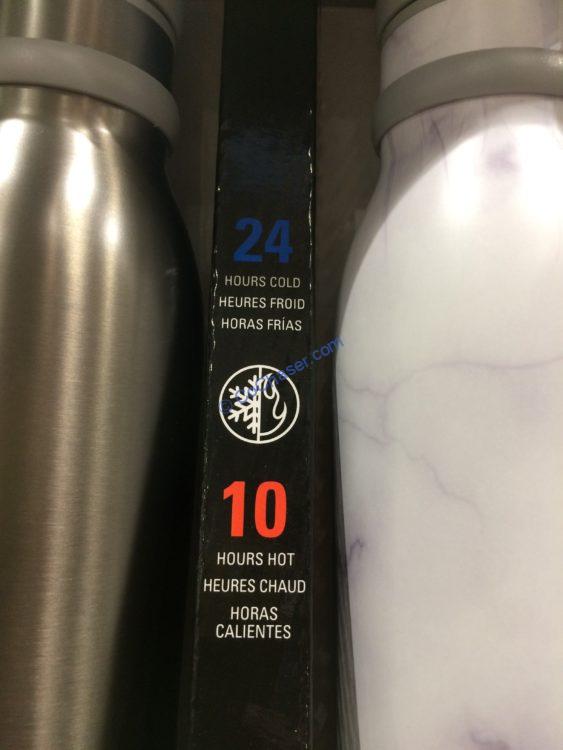 24
HOURS COLD
HEURES FROID
HORAS FRÍAS
10
HOURS HOT
HEURES CHAUD
HORAS
CALIENTES